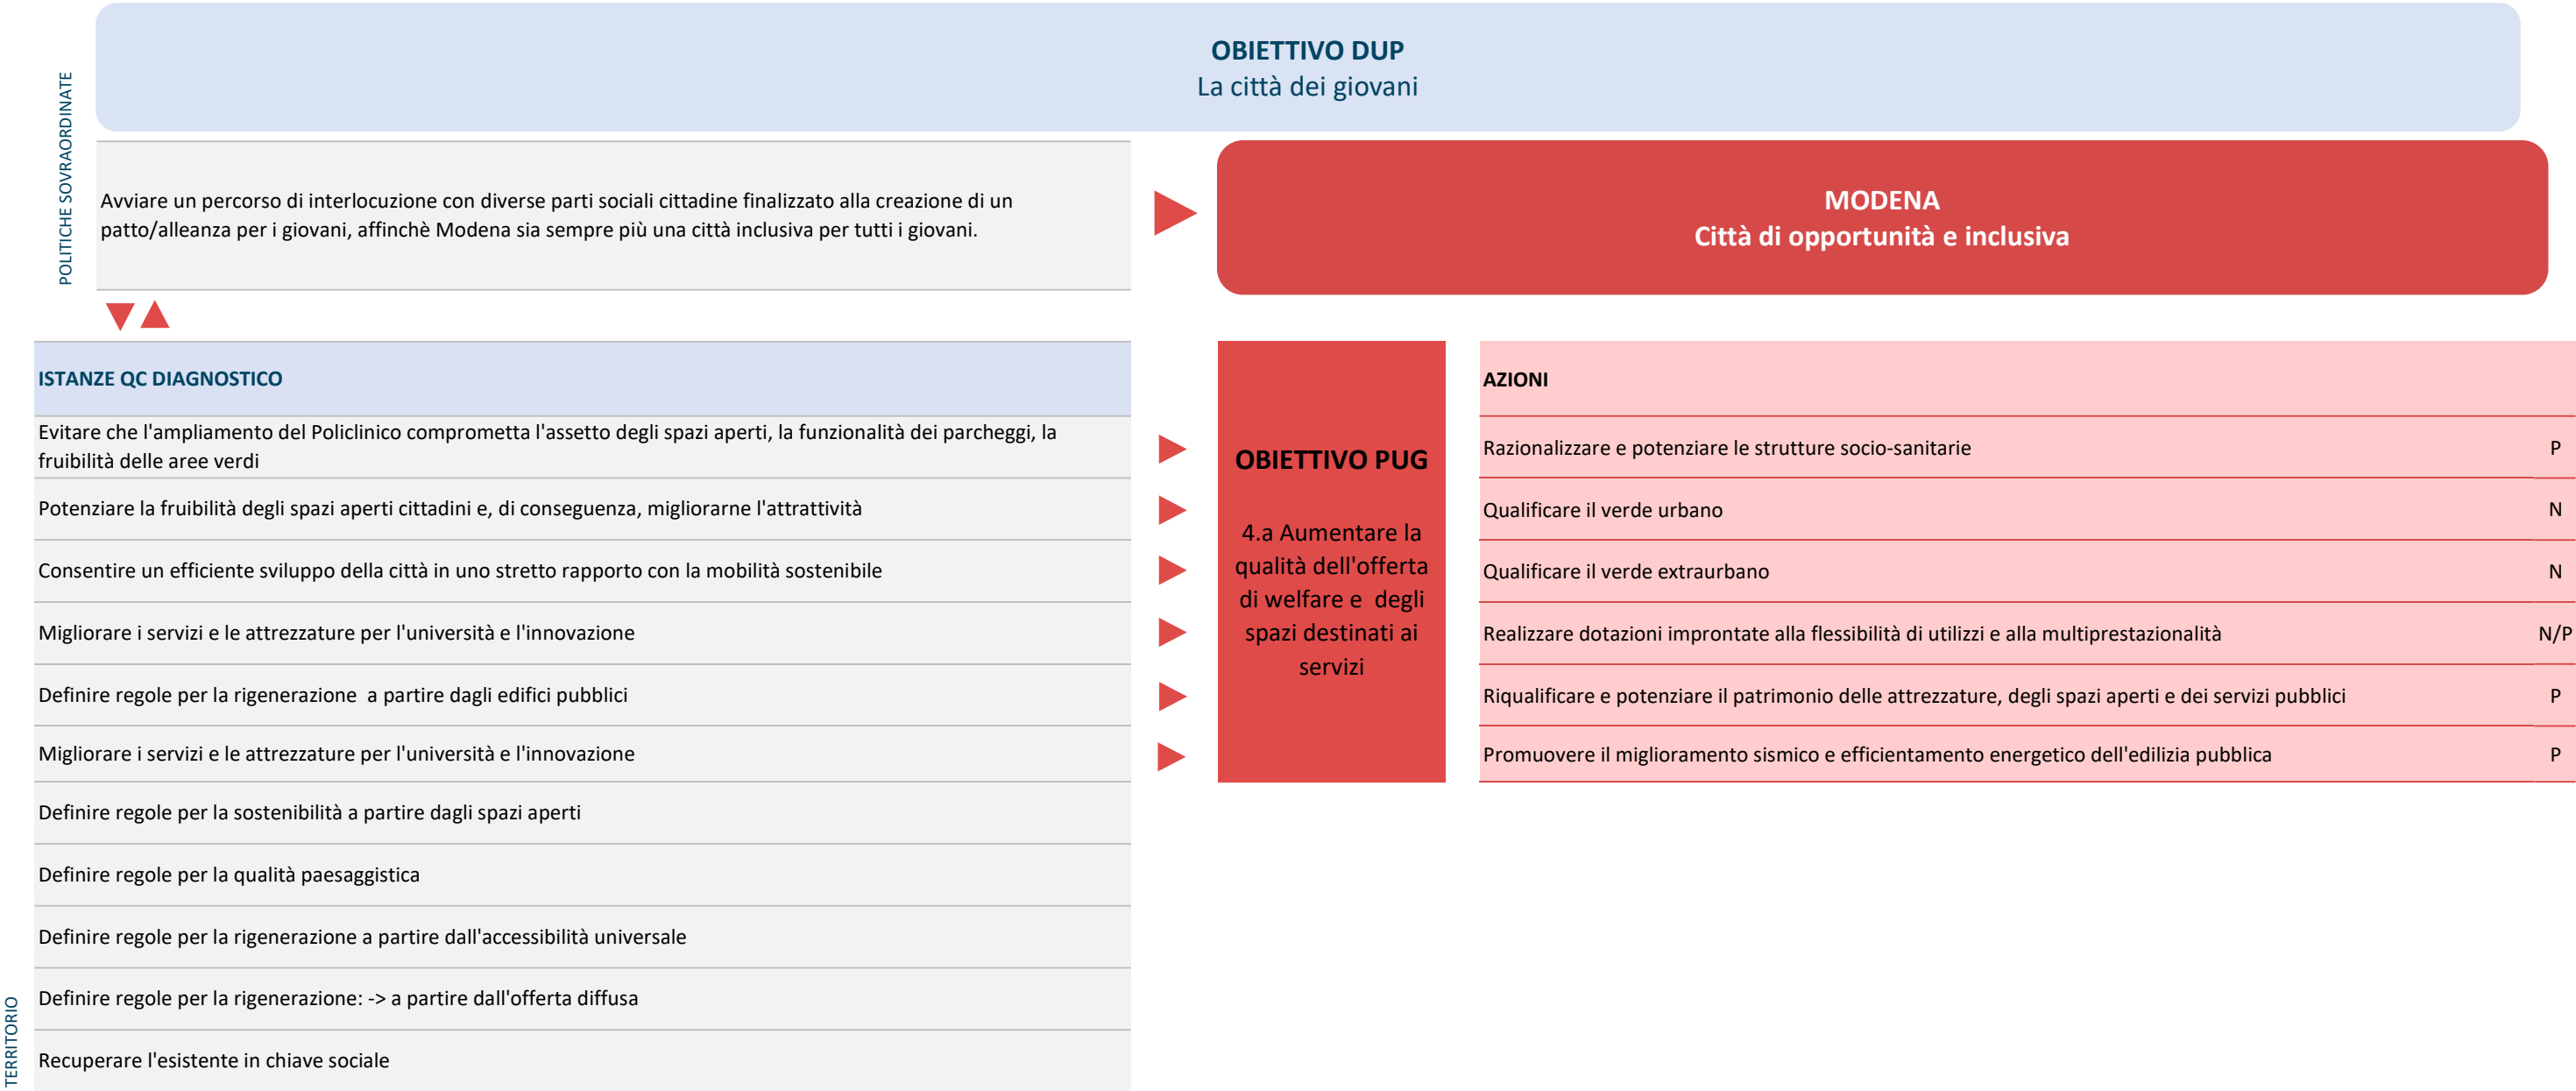 OBIETTIVO DUP
La città dei giovani
POLITICHE SOVRAORDINATE
Avviare un percorso di interlocuzione con diverse parti sociali cittadine finalizzato alla creazione di un
patto/alleanza per i giovani, affinchè Modena sia sempre più una città inclusiva per tutti i giovani.
MODENA
Città di opportunità e inclusiva
ISTANZE QC DIAGNOSTICO
Evitare che l'ampliamento del Policlinico comprometta l'assetto degli spazi aperti, la funzionalità dei parcheggi, la
fruibilità delle aree verdi
Potenziare la fruibilità degli spazi aperti cittadini e, di conseguenza, migliorarne l'attrattività
Consentire un efficiente sviluppo della città in uno stretto rapporto con la mobilità sostenibile
Migliorare i servizi e le attrezzature per l'università e l'innovazione
Definire regole per la rigenerazione  a partire dagli edifici pubblici
Migliorare i servizi e le attrezzature per l'università e l'innovazione
Definire regole per la sostenibilità a partire dagli spazi aperti
Definire regole per la qualità paesaggistica
Definire regole per la rigenerazione a partire dall'accessibilità universale
Definire regole per la rigenerazione: -> a partire dall'offerta diffusa
Recuperare l'esistente in chiave sociale
TERRITORIO
OBIETTIVO PUG
4.a Aumentare la
qualità dell'offerta
di welfare e  degli
spazi destinati ai
servizi
AZIONI
Razionalizzare e potenziare le strutture socio-sanitarie P
Qualificare il verde urbano N
Qualificare il verde extraurbano N
Realizzare dotazioni improntate alla flessibilità di utilizzi e alla multiprestazionalità N/P
Riqualificare e potenziare il patrimonio delle attrezzature, degli spazi aperti e dei servizi pubblici P
Promuovere il miglioramento sismico e efficientamento energetico dell'edilizia pubblica P